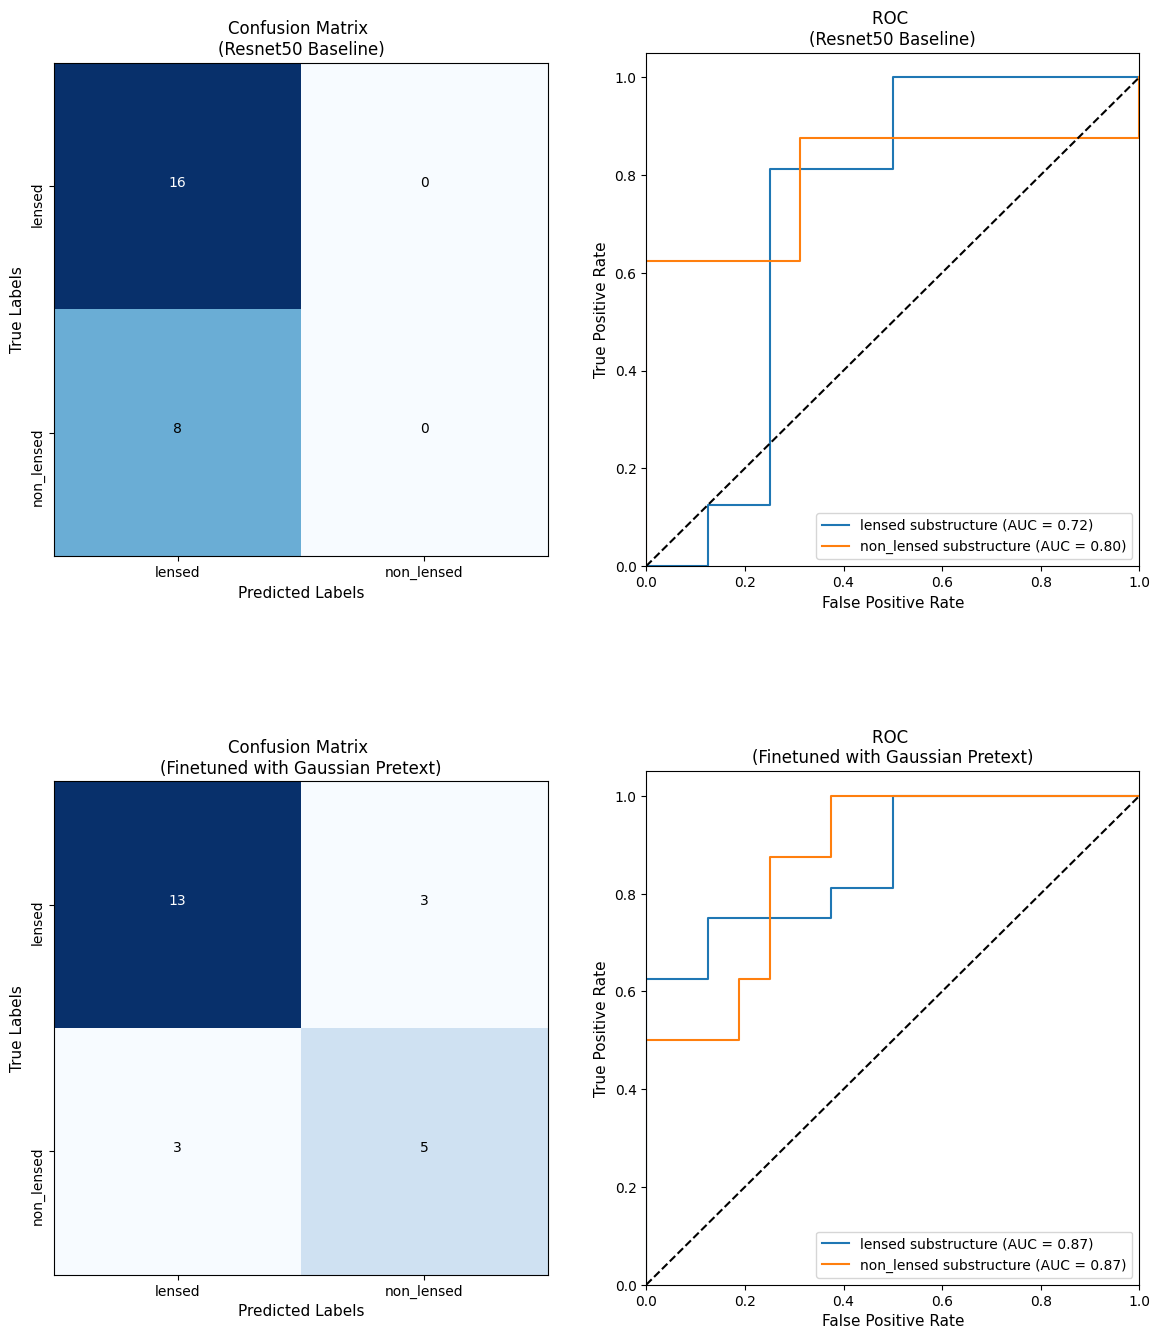 Confusion Matrix
(Resnet50 Baseline)
True Labels
lensed
non_lensed
16
0
8
0
lensed
non_lensed
Predicted Labels
ROC
(Resnet50 Baseline)
True Positive Rate
1.0
0.8
0.6
0.4
0.2
0.0
lensed substructure (AUC = 0.72)
non_lensed substructure (AUC = 0.80)
0.0
0.2
0.4
0.6
0.8
1.0
False Positive Rate
Confusion Matrix
(Finetuned with Gaussian Pretext)
True Labels
lensed
non_lensed
13
3
3
5
lensed
non_lensed
Predicted Labels
ROC
(Finetuned with Gaussian Pretext)
True Positive Rate
1.0
0.8
0.6
0.4
0.2
0.0
lensed substructure (AUC = 0.87)
non_lensed substructure (AUC = 0.87)
0.0
0.2
0.4
0.6
0.8
1.0
False Positive Rate